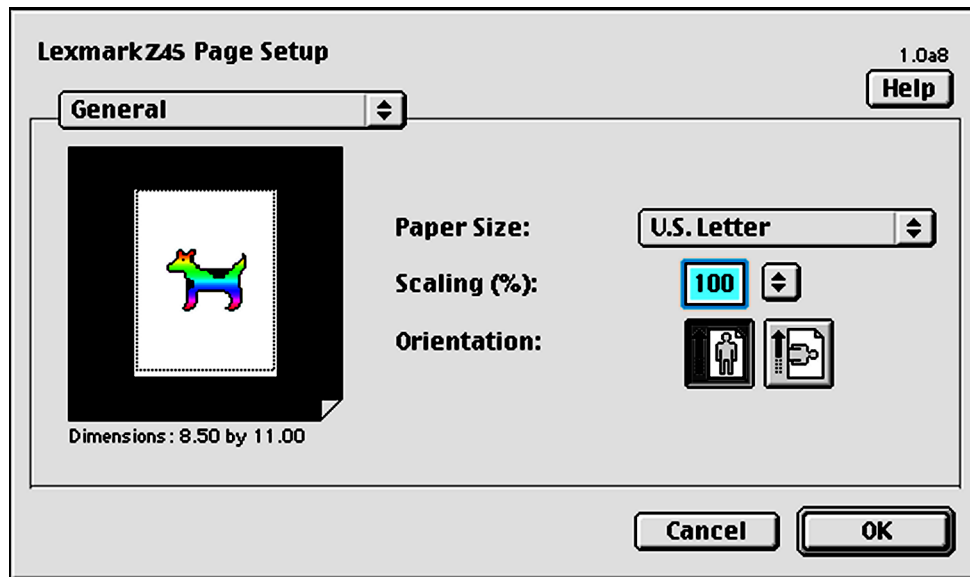 Lexmark Z45 Page Setup
1.0a8
Help
General
Paper Size:
U.S. Letter
Scaling (%):
100
Orientation:
Dimensions: 8.50 by 11.00
Cancel
OK